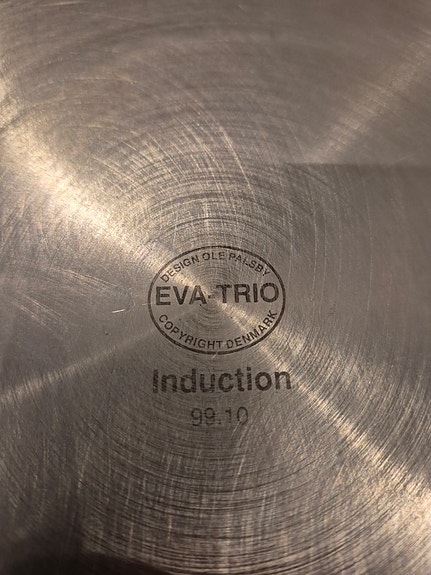 DESIGN OLE PALSBY
EVA-TRIO
COPYRIGHT DENMARK
Induction
99.10